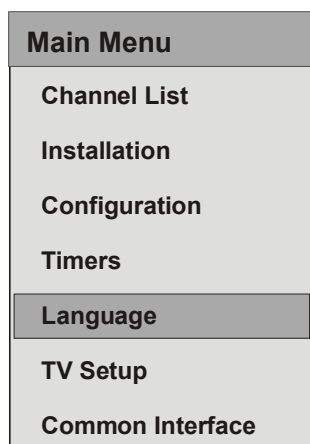 Main Menu
Channel List
Installation
Configuration
Timers
Language
TV Setup
Common Interface